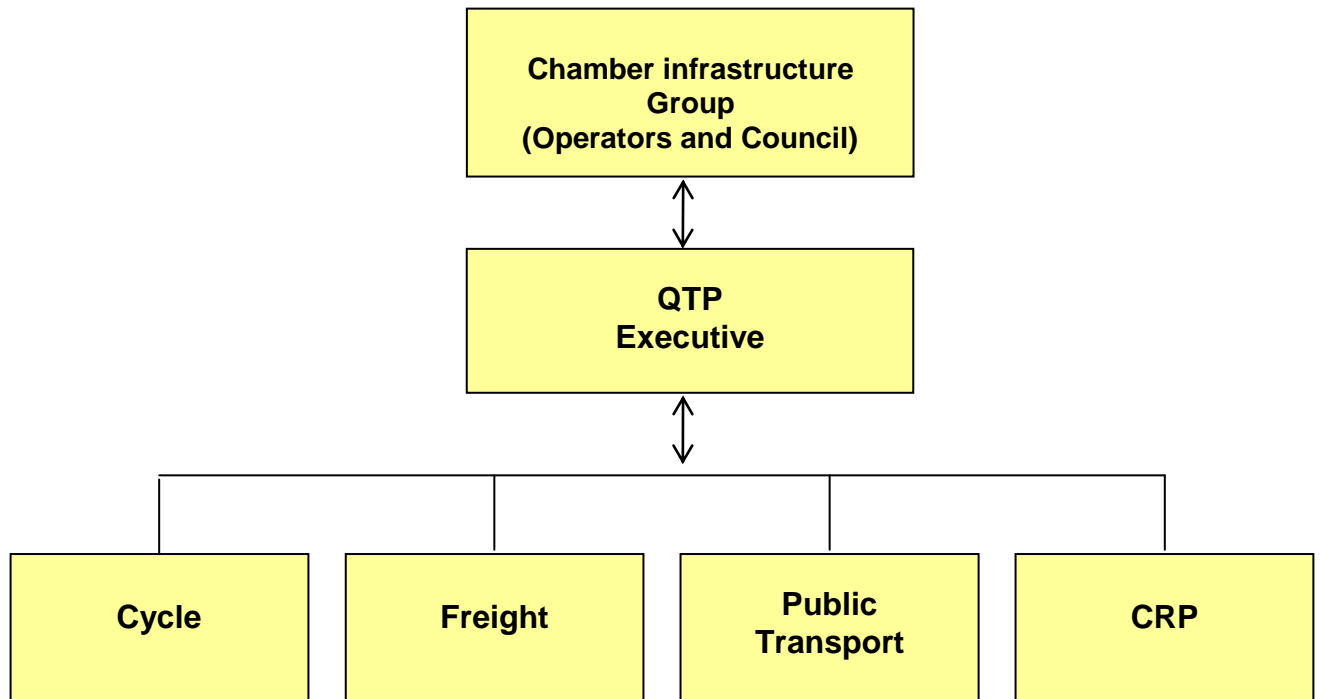 Chamber infrastructure
Group
(Operators and Council)
QTP
Executive
Cycle
Freight
Public
Transport
CRP